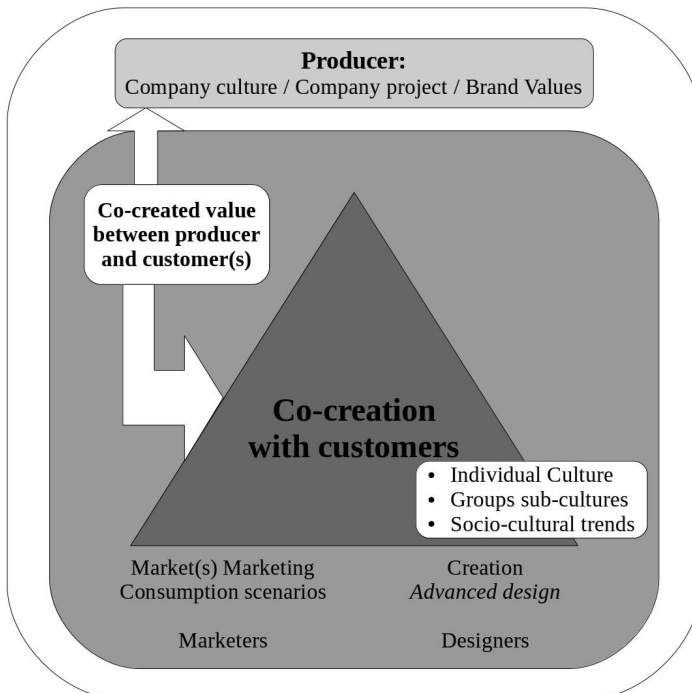 Producer:
Company culture / Company project / Brand Values
Co-created value
between producer
and customer(s)
Co-creation
with customers
• Individual Culture
• Groups sub-cultures
• Socio-cultural trends
Market(s) Marketing
Consumption scenarios
Creation
Advanced design
Marketers
Designers